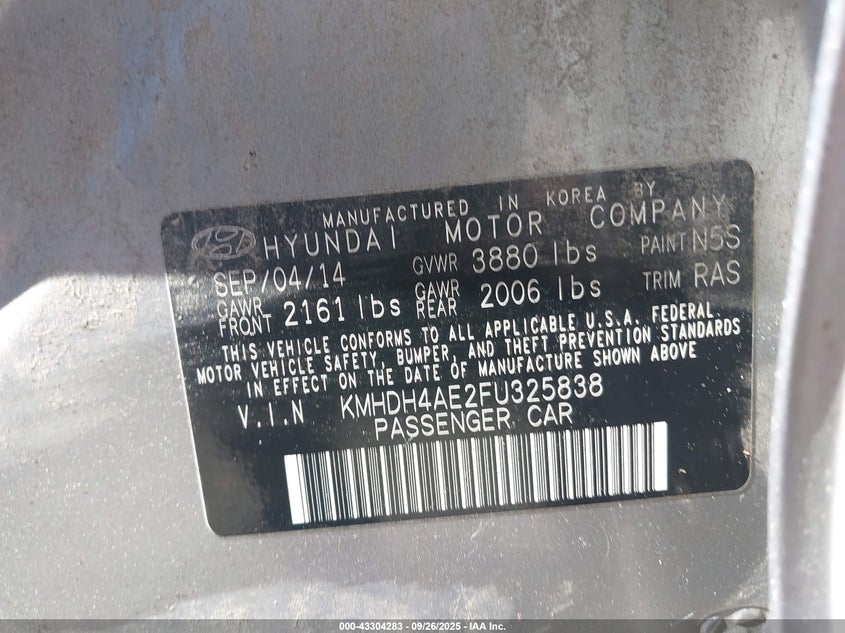 MANUFACTURED IN KOREA BY
HYUNDAI MOTOR COMPANY
SEP/04/14 GVWR 3880 lbs PAINT N5S
GAWR FRONT 2161 lbs GAWR REAR 2006 lbs TRIM RAS
THIS VEHICLE CONFORMS TO ALL APPLICABLE U.S.A. FEDERAL
MOTOR VEHICLE SAFETY, BUMPER, AND THEFT PREVENTION STANDARDS
IN EFFECT ON THE DATE OF MANUFACTURE SHOWN ABOVE
V.I.N KMHDH4AE2FU325838
PASSENGER CAR
000-43304283 - 09/26/2025 - IAA Inc.